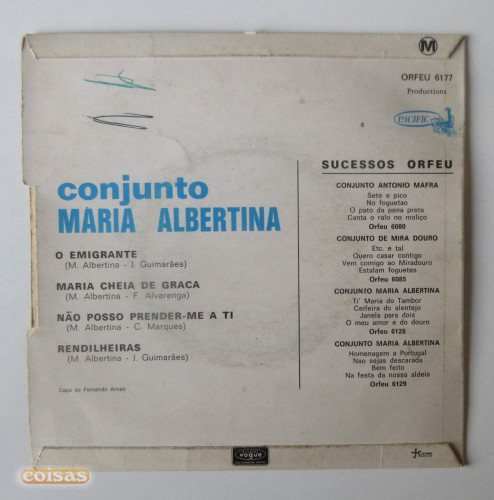 M
ORFEU 6177
Productions
PACIFIC
conjunto
MARIA ALBERTINA
O EMIGRANTE
(M. Albertina - J. Guimarães)
MARIA CHEIA DE GRACA
(M. Albertina - F. Alvarenga)
NÃO POSSO PRENDER-ME A TI
(M. Albertina - C. Marques)
RENDILHEIRAS
(M. Albertina - J. Guimarães)
Capa de Fernando Aroso
SUCESSOS ORFEU
CONJUNTO ANTONIO MAFRA
Sete e pico
No foguetao
O pato da pena preta
Canta o ralo no moliço
Orfeu 6080
CONJUNTO DE MIRA DOURO
Etc. e tal
Quero casar contigo
Vem comigo ao Miradouro
Estalam foguetas
Orfeu 6085
CONJUNTO MARIA ALBERTINA
Ti' Maria do Tambor
Ceifeira do alentejo
Janela para dois
O meu amor e do douro
Orfeu 6128
CONJUNTO MARIA ALBERTINA
Homenagem a Portugal
Nao sejas descarada
Bem feito
Na festa da nossa aldeia
Orfeu 6129
vogue
coisas